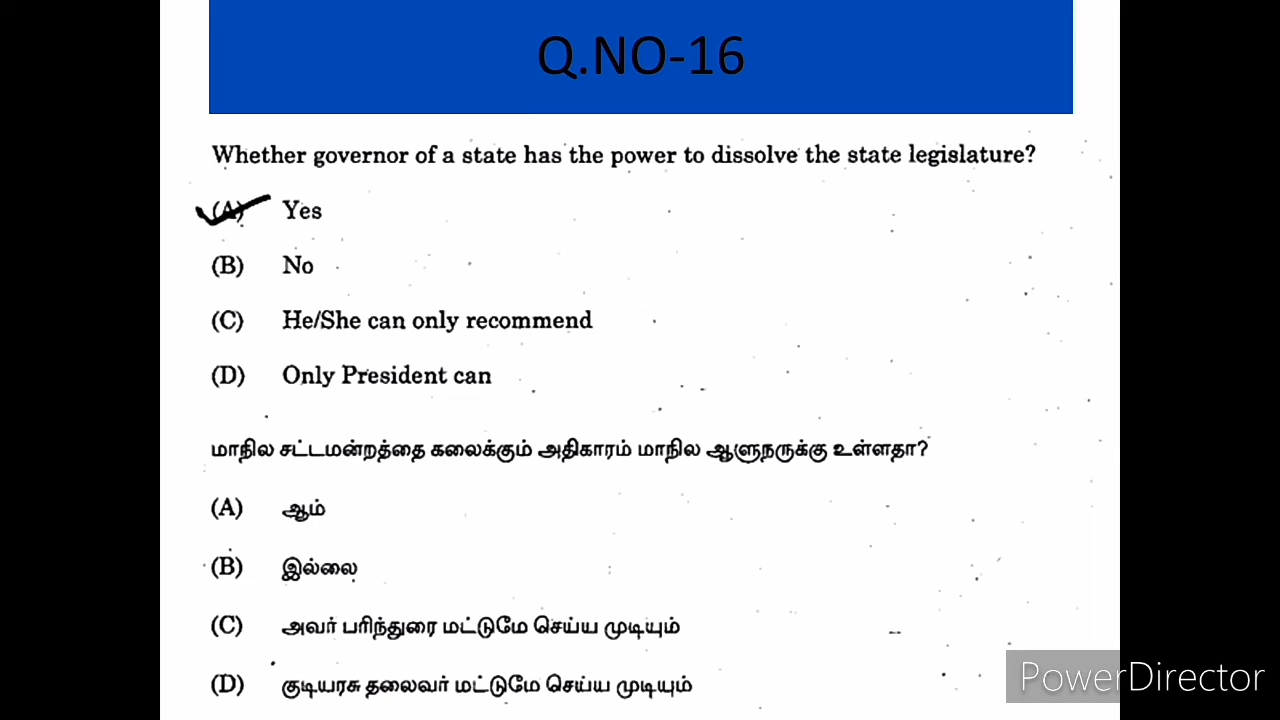 Q.NO-16
Whether governor of a state has the power to dissolve the state legislature?
(A) Yes
(B) No
(C) He/She can only recommend
(D) Only President can
மாநில சட்டமன்றத்தை கலைக்கும் அதிகாரம் மாநில ஆளுநருக்கு உள்ளதா?
(A) ஆம்
(B) இல்லை
(C) அவர் பரிந்துரை மட்டுமே செய்ய முடியும்
(D) குடியரசு தலைவர் மட்டுமே செய்ய முடியும்
PowerDirector